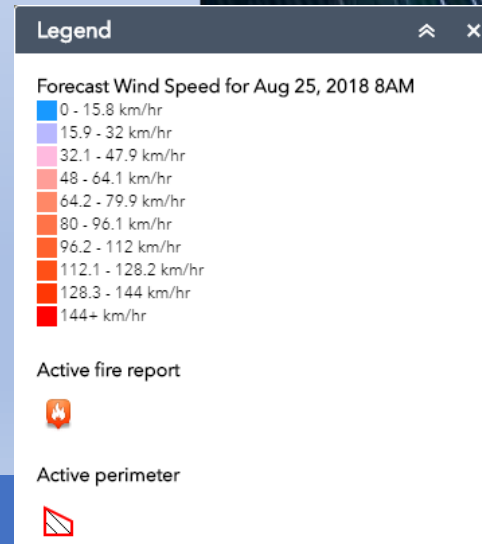 Legend
Forecast Wind Speed for Aug 25, 2018 8AM
0 - 15.8 km/hr
15.9 - 32 km/hr
32.1 - 47.9 km/hr
48 - 64.1 km/hr
64.2 - 79.9 km/hr
80 - 96.1 km/hr
96.2 - 112 km/hr
112.1 - 128.2 km/hr
128.3 - 144 km/hr
144+ km/hr
Active fire report
Active perimeter